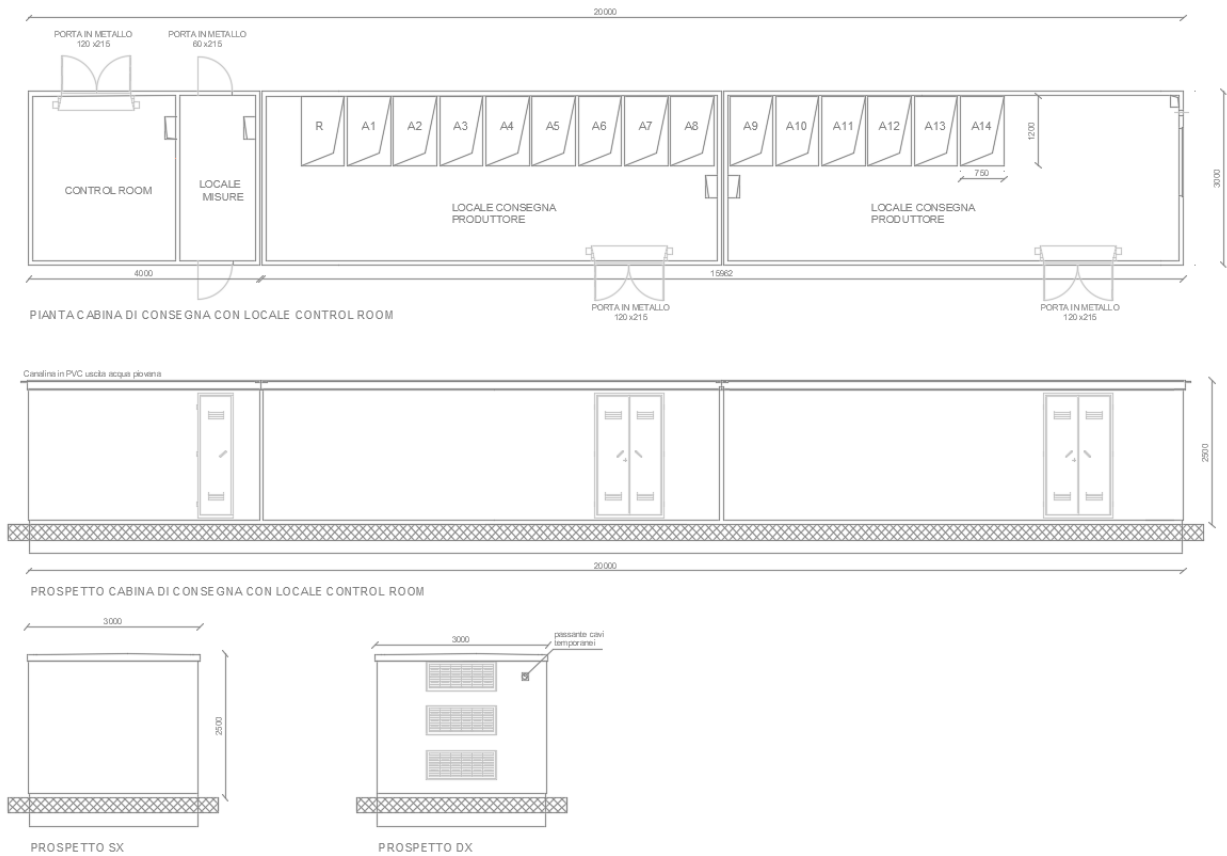 20000
PORTA IN METALLO
120 x215
PORTA IN METALLO
60 x215
R
A1
A2
A3
A4
A5
A6
A7
A8
A9
A10
A11
A12
A13
A14
1200
3000
750
CONTROL ROOM
LOCALE
MISURE
LOCALE CONSEGNA
PRODUTTORE
LOCALE CONSEGNA
PRODUTTORE
4000
15962
PORTA IN METALLO
120 x215
PORTA IN METALLO
120 x215
PIANTA CABINA DI CONSEGNA CON LOCALE CONTROL ROOM
Canalina in PVC uscita acqua piovana
2500
20000
PROSPETTO CABINA DI CONSEGNA CON LOCALE CONTROL ROOM
3000
2500
PROSPETTO SX
3000
passante cavi
temporanei
PROSPETTO DX